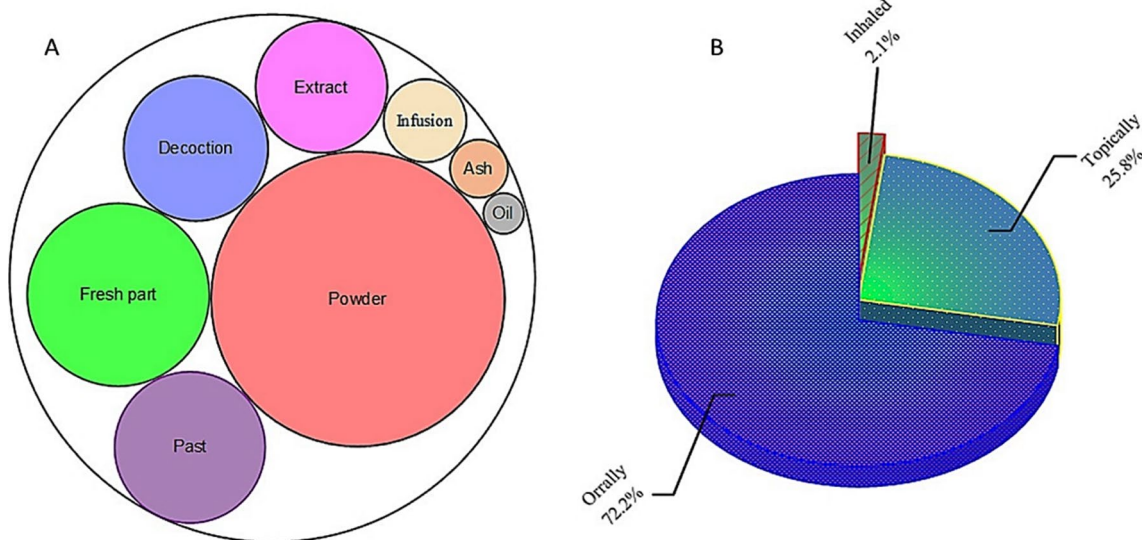 A
Extract
Infusion
Decoction
Ash
Oil
Fresh part
Powder
Past
B
Inhaled
2.1%
Topically
25.8%
Orrally
72.2%